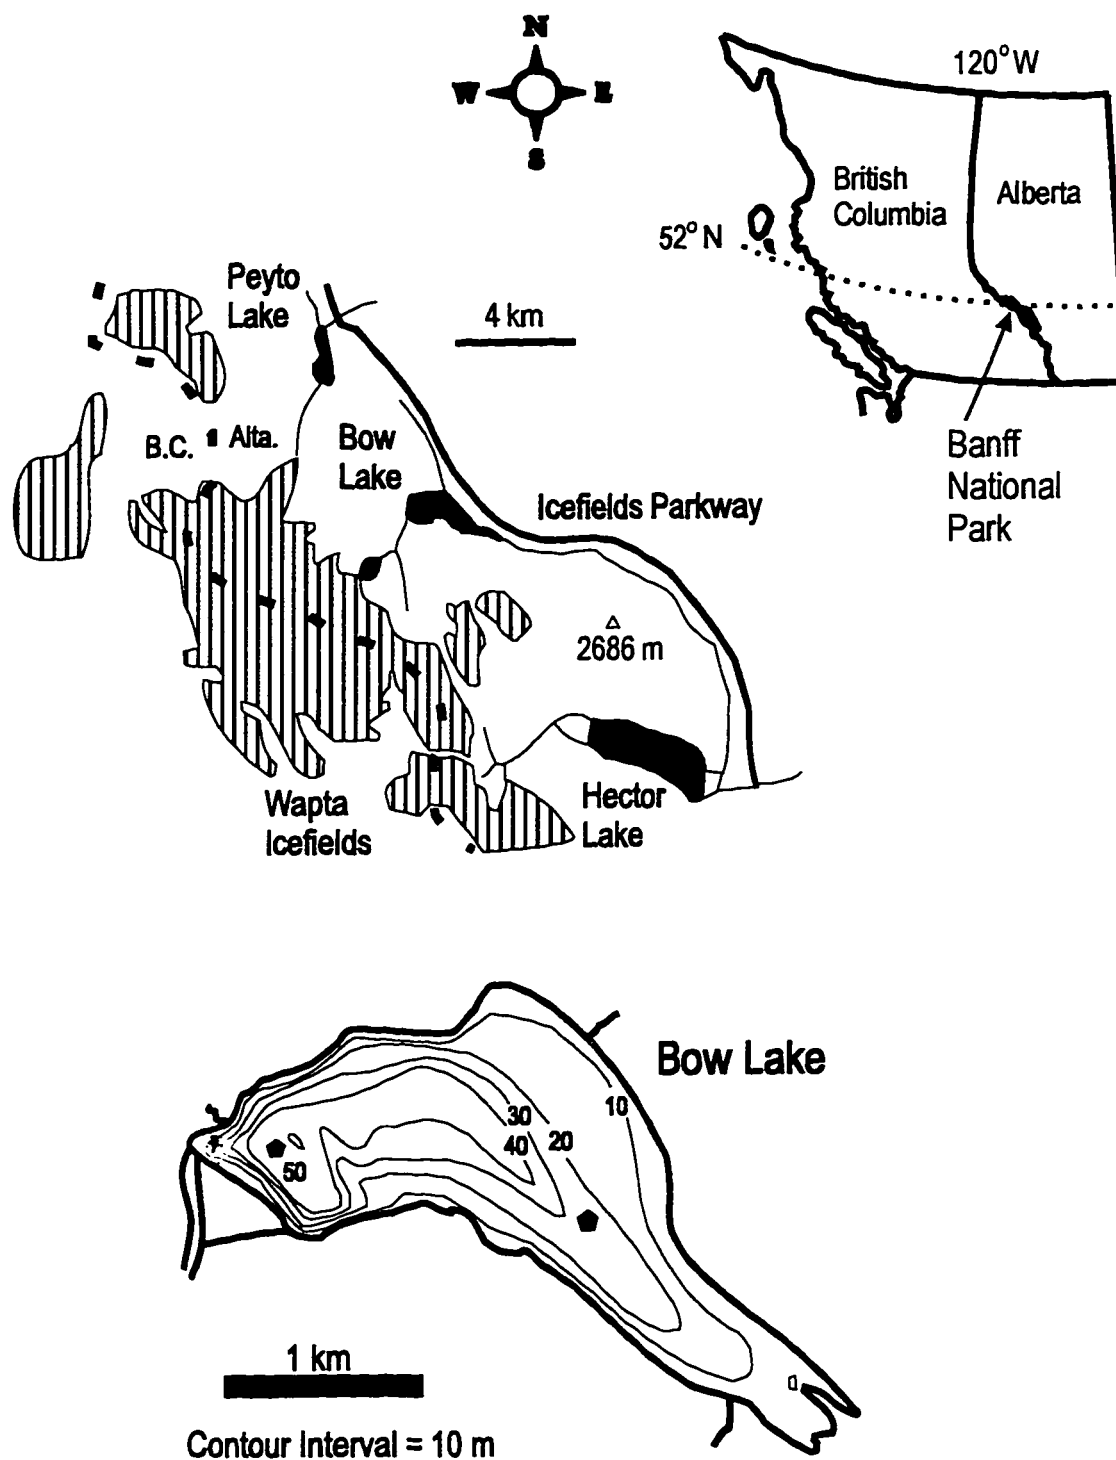 N
W E
S
120° W
British
Columbia
Alberta
52° N
Peyto
Lake
4 km
B.C.
Alta.
Bow
Lake
Icefields Parkway
Banff
National
Park
2686 m
Wapta
Icefields
Hector
Lake
Bow Lake
10
30
40
20
50
1 km
Contour Interval = 10 m